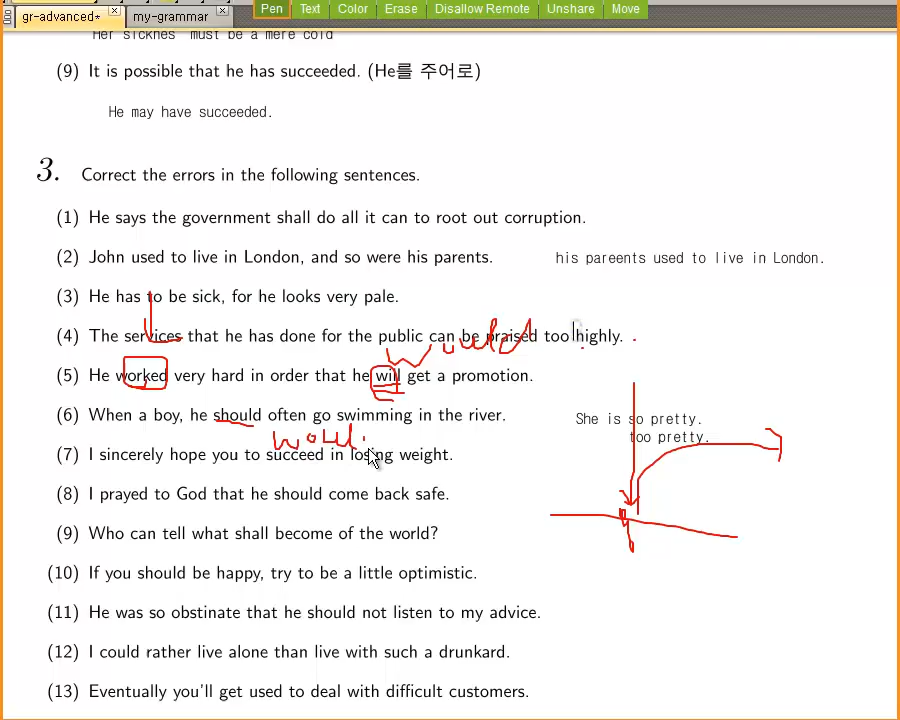 Pen Text Color Erase Disallow Remote Unshare Move
gr-advanced* my-grammar
Her sicknes must be a mere cold
(9) It is possible that he has succeeded. (He를 주어로)
He may have succeeded.
3. Correct the errors in the following sentences.
(1) He says the government shall do all it can to root out corruption.
(2) John used to live in London, and so were his parents. his pareents used to live in London.
(3) He has to be sick, for he looks very pale.
(4) The services that he has done for the public can be praised too highly.
would
(5) He worked very hard in order that he will get a promotion.
(6) When a boy, he should often go swimming in the river. She is so pretty.
too pretty.
would.
(7) I sincerely hope you to succeed in losing weight.
(8) I prayed to God that he should come back safe.
(9) Who can tell what shall become of the world?
(10) If you should be happy, try to be a little optimistic.
(11) He was so obstinate that he should not listen to my advice.
(12) I could rather live alone than live with such a drunkard.
(13) Eventually you'll get used to deal with difficult customers.